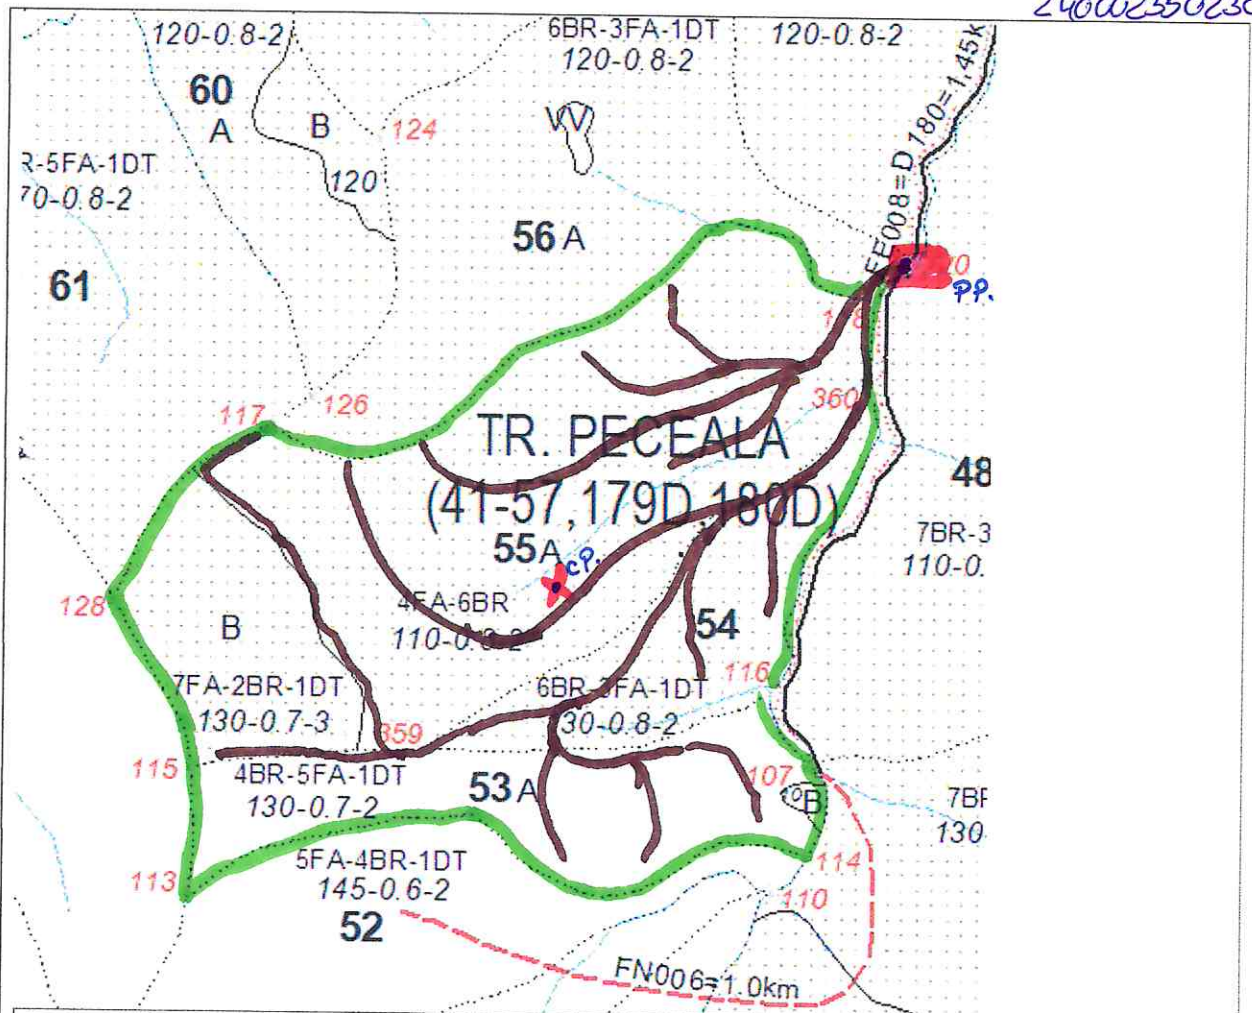 120-0.8-2
6BR-3FA-1DT
120-0.8-2
120-0.8-2
60
A
B
124
VV
R-5FA-1DT
70-0.8-2
120
56 A
FE008=D 180=1.45k
61
PP.
117
126
360
TR. PECEALA
(41-57,179D,180D)
48
55 A
CP.
7BR-3
110-0.
128
B
4FA-6BR
54
116
7FA-2BR-1DT
130-0.7-3
6BR-3FA-1DT
30-0.8-2
359
115
4BR-5FA-1DT
130-0.7-2
53 A
107
B
7BF
130-
113
5FA-4BR-1DT
145-0.6-2
114
110
52
FN006=1.0km